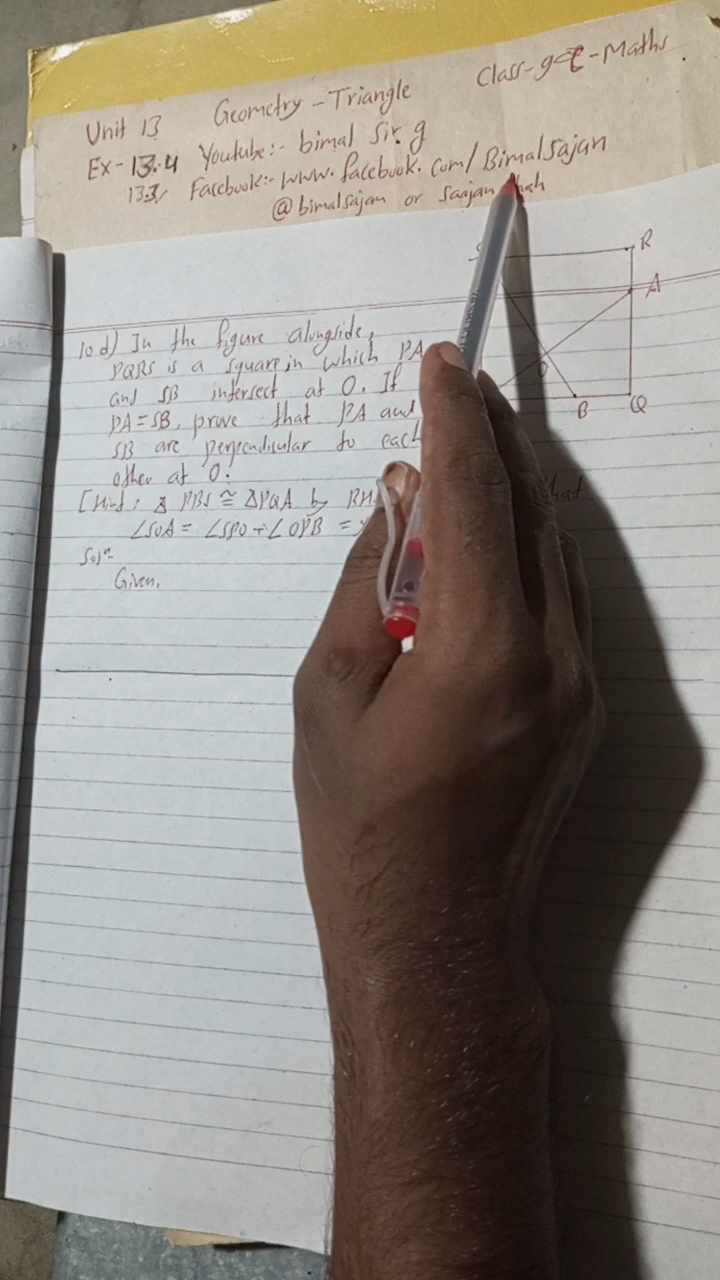 Unit 13 Geometry - Triangle Class - 9 - Maths
Ex - 13.4 Youtube:- bimal Sir. g
13.3/ Facebook:- www.facebook.com/Bimalsajan
@bimalsajan or Saajan
S R
A
O
B Q
10 d) In the figure alongside,
PQRS is a square, in which PA
and SB intersect at O. If
PA = SB, prove that PA and
SB are perpendicular to each
other at O.
[Hint: Δ PBS ≅ ΔPQA by RH
∠SOA = ∠SPO + ∠OPB =
Solⁿ
Given,